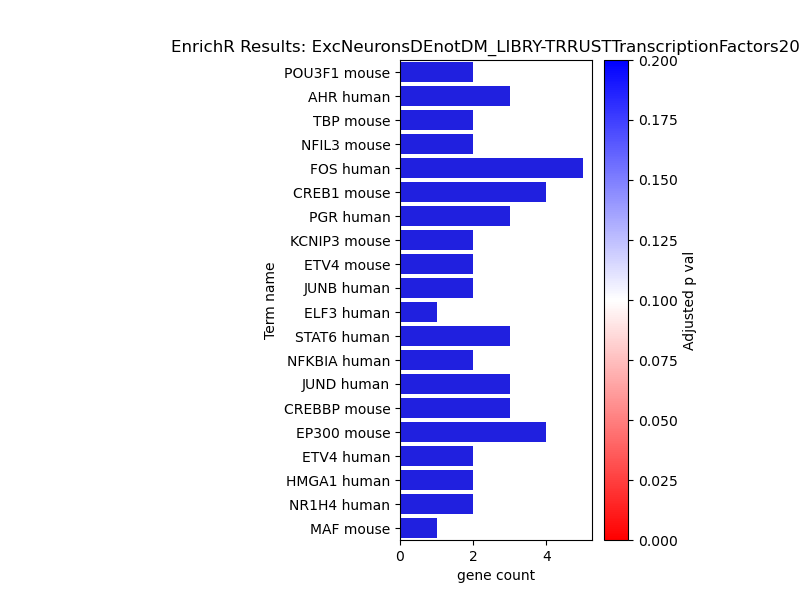 EnrichR Results: ExcNeuronsDEnotDM_LIBRY-TRRUSTTranscriptionFactors20
POU3F1 mouse
AHR human
TBP mouse
NFIL3 mouse
FOS human
CREB1 mouse
PGR human
KCNIP3 mouse
ETV4 mouse
JUNB human
ELF3 human
STAT6 human
NFKBIA human
JUND human
CREBBP mouse
EP300 mouse
ETV4 human
HMGA1 human
NR1H4 human
MAF mouse
Term name
0 2 4
gene count
0.200
0.175
0.150
0.125
0.100
0.075
0.050
0.025
0.000
Adjusted p val